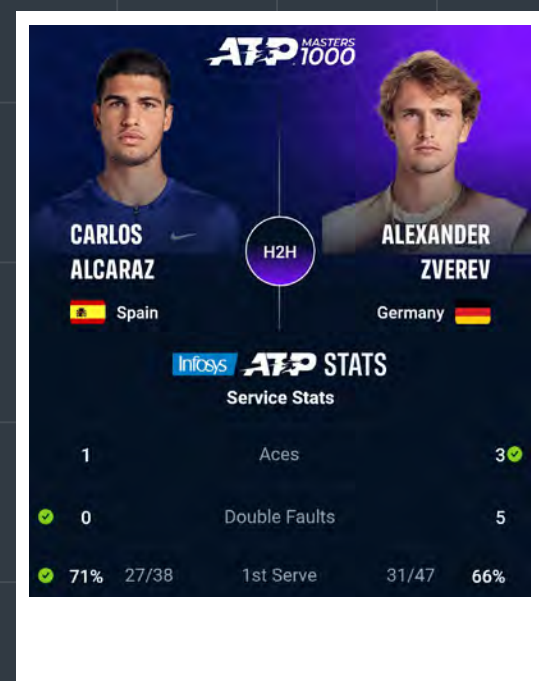 ATP MASTERS 1000
CARLOS ALCARAZ
H2H
ALEXANDER ZVEREV
Spain
Germany
Infosys ATP STATS
Service Stats
1 Aces 3
0 Double Faults 5
71% 27/38 1st Serve 31/47 66%